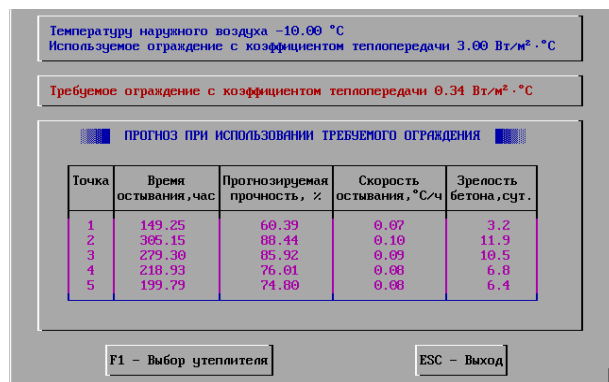 Температуру наружного воздуха -10.00 °C
Используемое ограждение с коэффициентом теплопередачи 3.00 Вт/м²·°C
Требуемое ограждение с коэффициентом теплопередачи 0.34 Вт/м²·°C
ПРОГНОЗ ПРИ ИСПОЛЬЗОВАНИИ ТРЕБУЕМОГО ОГРАЖДЕНИЯ
Точка Время Прогнозируемая Скорость Зрелость
остывания,час прочность, % остывания,°C/ч бетона,сут.
1 149.25 60.39 0.07 3.2
2 305.15 88.44 0.10 11.9
3 279.30 85.92 0.09 10.5
4 218.93 76.01 0.08 6.8
5 199.79 74.80 0.08 6.4
F1 - Выбор утеплителя ESC - Выход